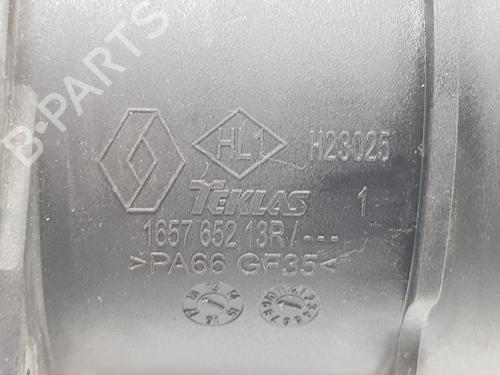 B-PARTS
HL1 H23025
TEKLAS 1
1657 652 13R/---
>PA66 GF35<